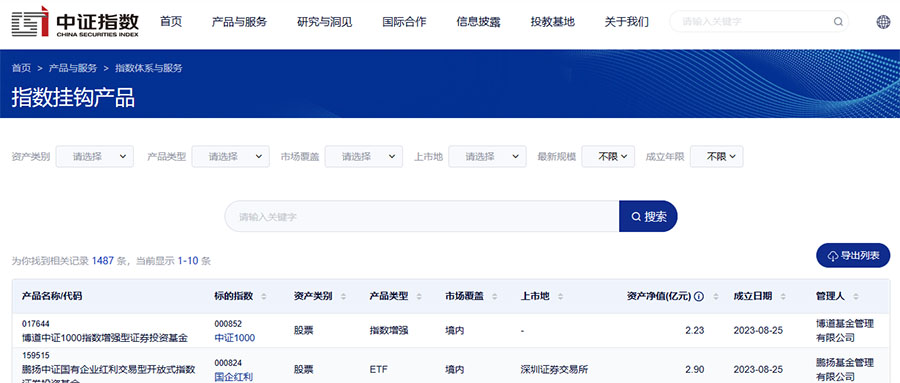 中证指数
CHINA SECURITIES INDEX
首页 产品与服务 研究与洞见 国际合作 信息披露 投教基地 关于我们 请输入关键字
首页 > 产品与服务 > 指数体系与服务
指数挂钩产品
资产类别 请选择 产品类型 请选择 市场覆盖 请选择 上市地 请选择 最新规模 不限 成立年限 不限
请输入关键字 搜索
为你找到相关记录 1487 条，当前显示 1-10 条 导出列表
产品名称/代码 标的指数 资产类别 产品类型 市场覆盖 上市地 资产净值(亿元) 成立日期 管理人
017644
博道中证1000指数增强型证券投资基金
000852
中证1000
股票 指数增强 境内 - 2.23 2023-08-25
博道基金管理
有限公司
159515
鹏扬中证国有企业红利交易型开放式指数
证券投资基金
000824
国企红利
股票 ETF 境内 深圳证券交易所 2.90 2023-08-25
鹏扬基金管理
有限公司